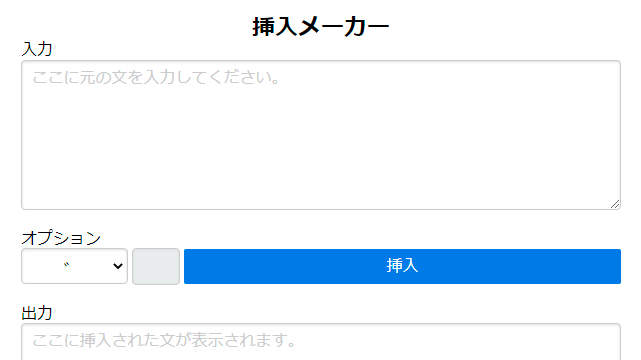 挿入メーカー
入力
ここに元の文を入力してください。
オプション
゛
挿入
出力
ここに挿入された文が表示されます。